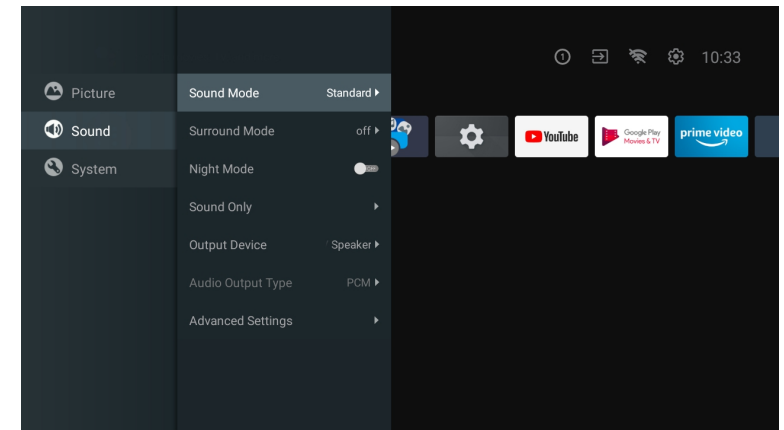 1
10:33
Picture
Sound
System
Sound Mode Standard
Surround Mode off
Night Mode
Sound Only
Output Device Speaker
Audio Output Type PCM
Advanced Settings
YouTube
Google Play
Movies & TV
prime video